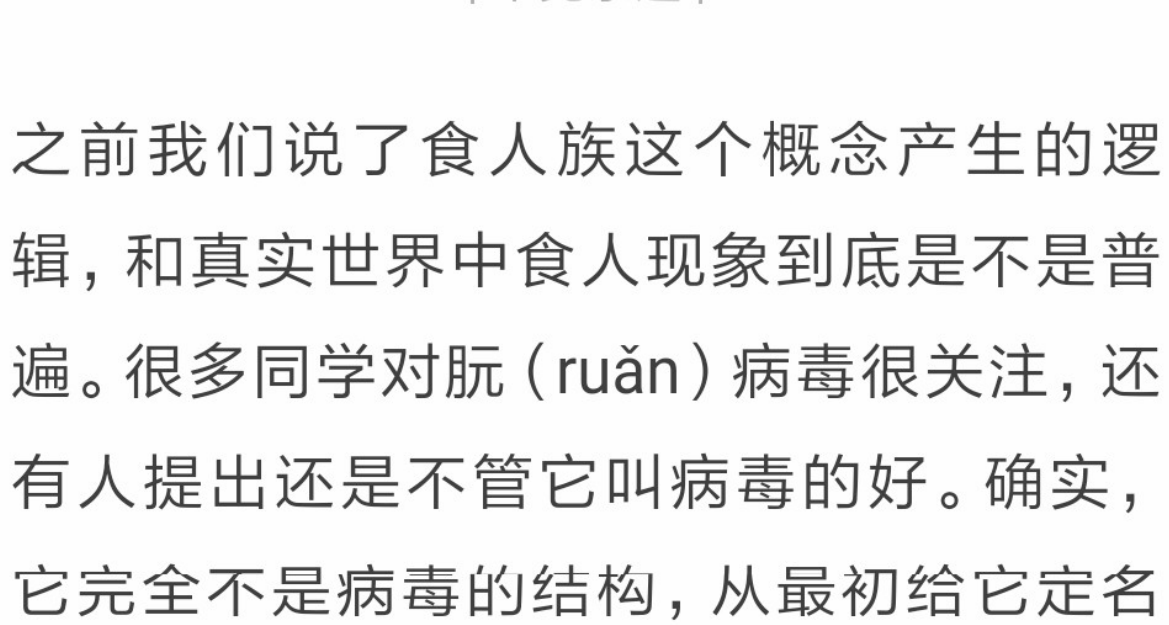 之前我们说了食人族这个概念产生的逻
辑，和真实世界中食人现象到底是不是普
遍。很多同学对朊（ruǎn）病毒很关注，还
有人提出还是不管它叫病毒的好。确实，
它完全不是病毒的结构，从最初给它定名